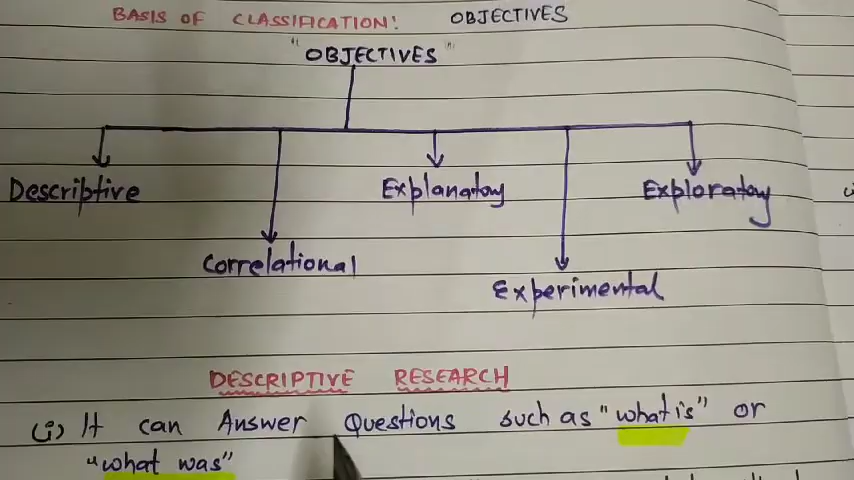 BASIS OF CLASSIFICATION! OBJECTIVES
"OBJECTIVES"
Descriptive Explanatory Exploratory
Correlational
Experimental
DESCRIPTIVE RESEARCH
(i) It can Answer Questions such as "what is" or
"what was"